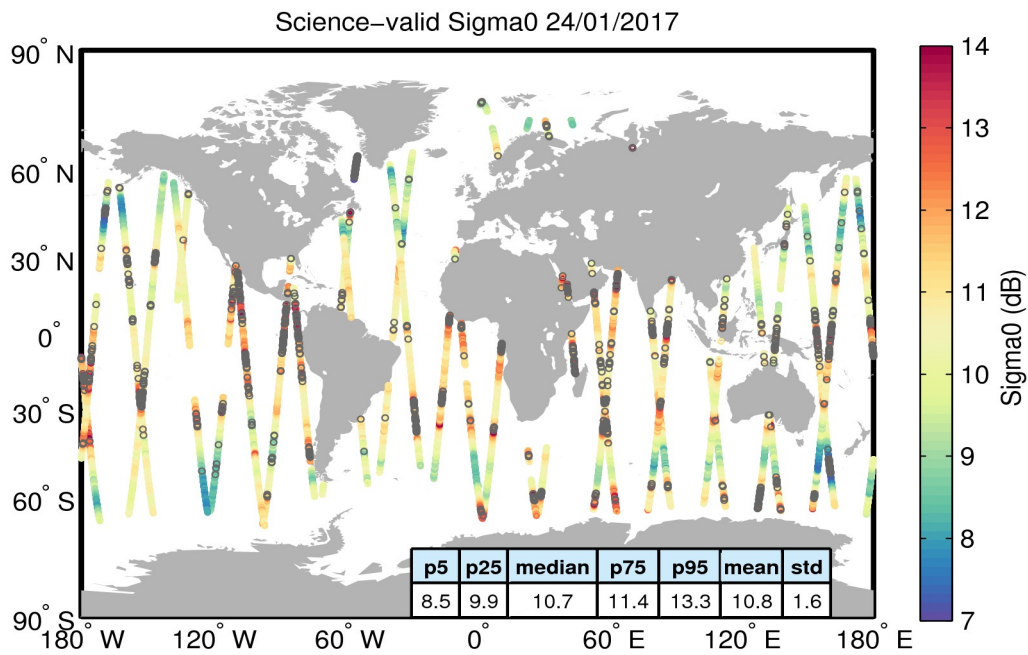 Science−valid Sigma0 24/01/2017
90° N
60° N
30° N
0°
30° S
60° S
90° S
180° W
120° W
60° W
0°
60° E
120° E
180° E
14
13
12
11
10
9
8
7
Sigma0 (dB)
p5 p25 median p75 p95 mean std
8.5 9.9 10.7 11.4 13.3 10.8 1.6